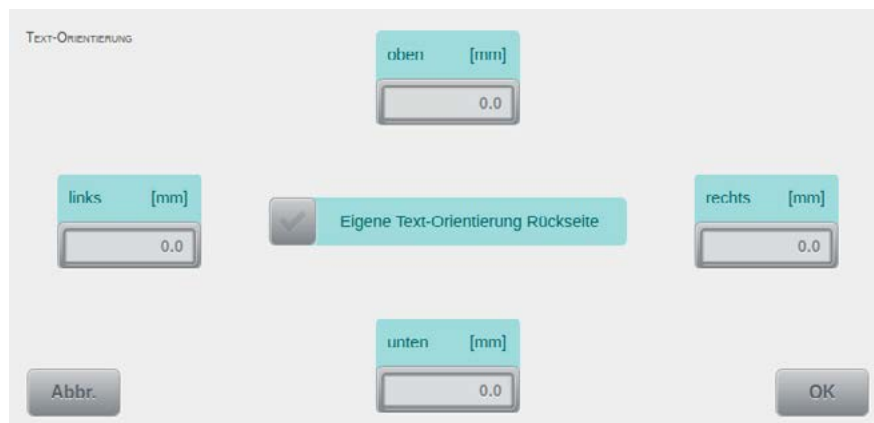 Text-Orientierung
oben [mm]
0.0
links [mm]
0.0
Eigene Text-Orientierung Rückseite
rechts [mm]
0.0
unten [mm]
0.0
Abbr.
OK